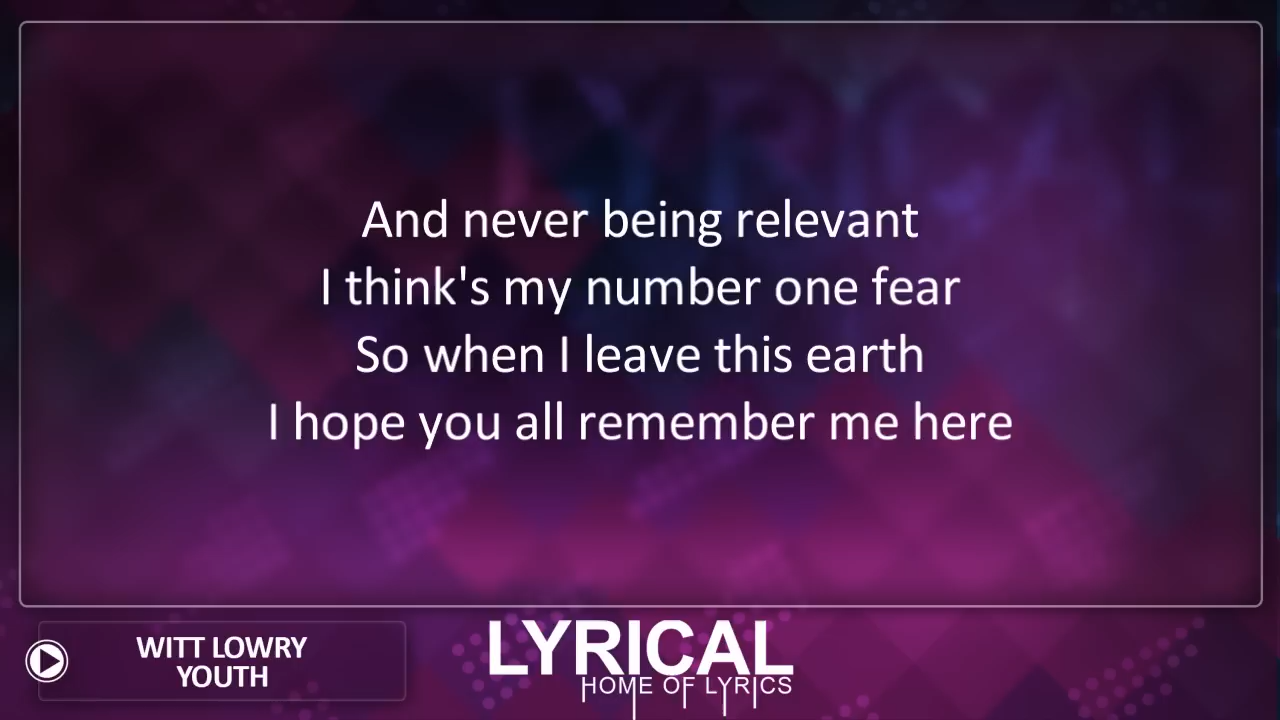 And never being relevant
I think's my number one fear
So when I leave this earth
I hope you all remember me here
WITT LOWRY
YOUTH
LYRICAL
HOME OF LYRICS